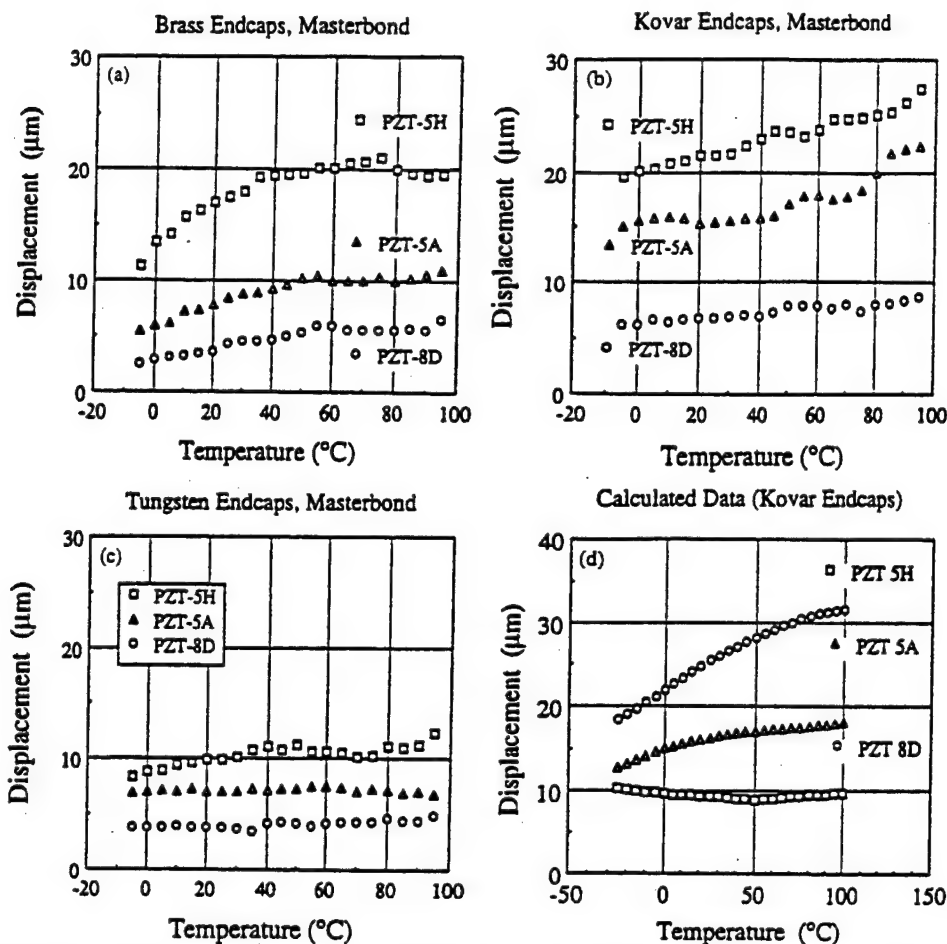 Brass Endcaps, Masterbond
30
20
10
0
(a)
PZT-5H
PZT-5A
PZT-8D
-20 0 20 40 60 80 100
Displacement (µm)
Temperature (°C)
Kovar Endcaps, Masterbond
30
20
10
0
(b)
PZT-5H
PZT-5A
PZT-8D
-20 0 20 40 60 80 100
Displacement (µm)
Temperature (°C)
Tungsten Endcaps, Masterbond
30
20
10
0
(c)
PZT-5H
PZT-5A
PZT-8D
-20 0 20 40 60 80 100
Displacement (µm)
Temperature (°C)
Calculated Data (Kovar Endcaps)
40
30
20
10
0
(d)
PZT 5H
PZT 5A
PZT 8D
-50 0 50 100 150
Displacement (µm)
Temperature (°C)